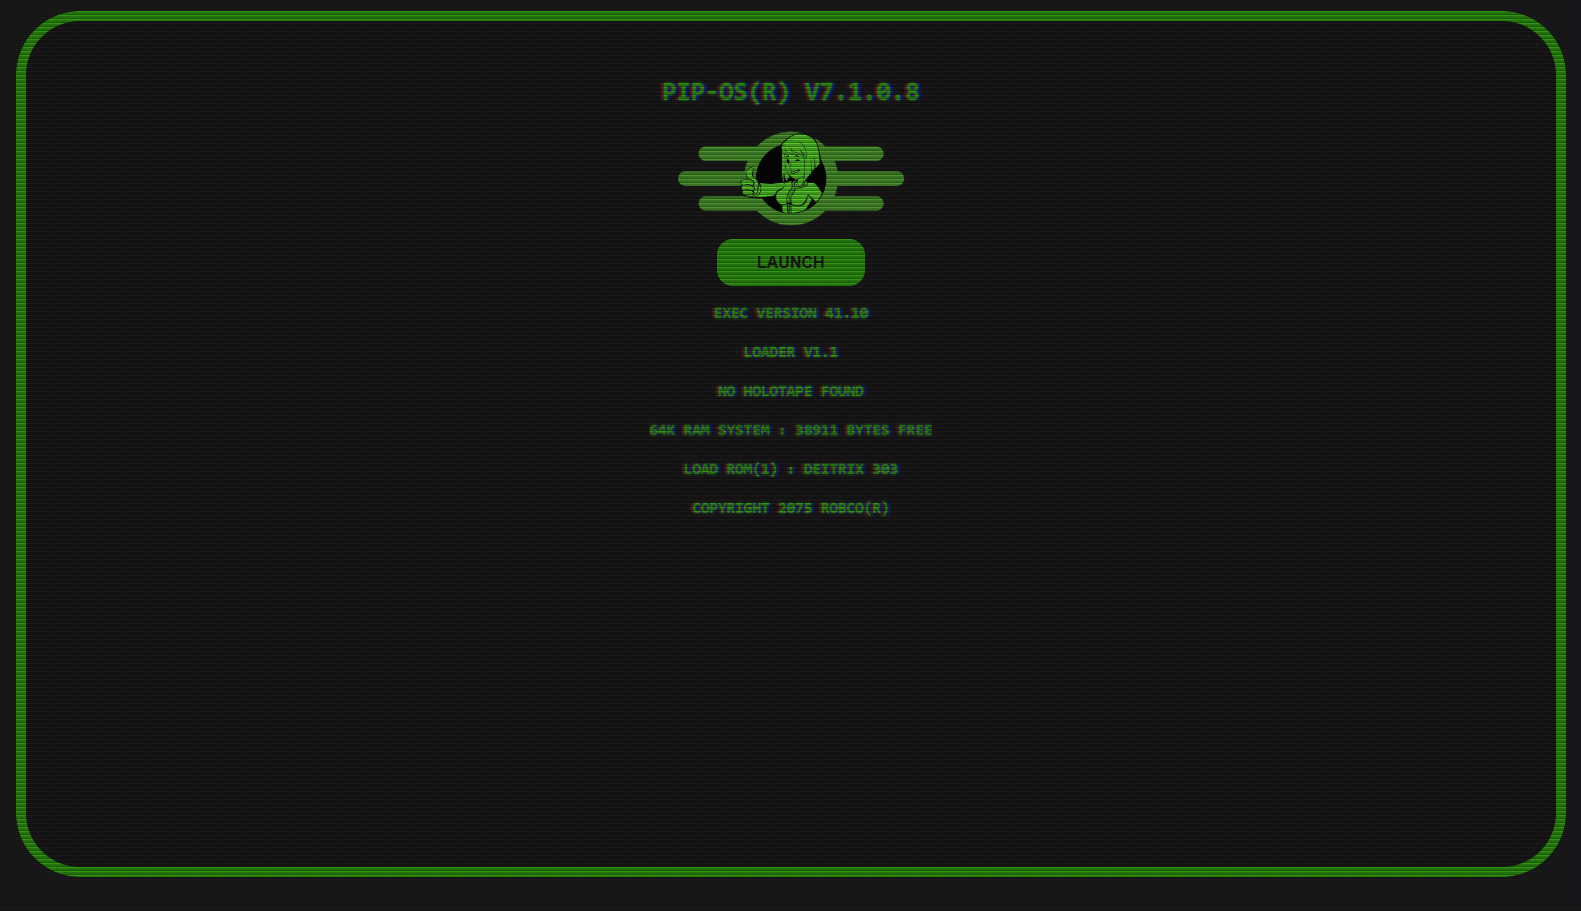 PIP-OS(R) V7.1.0.8
LAUNCH
EXEC VERSION 41.10
LOADER V1.1
NO HOLOTAPE FOUND
64K RAM SYSTEM : 38911 BYTES FREE
LOAD ROM(1) : DEITRIX 303
COPYRIGHT 2075 ROBCO(R)